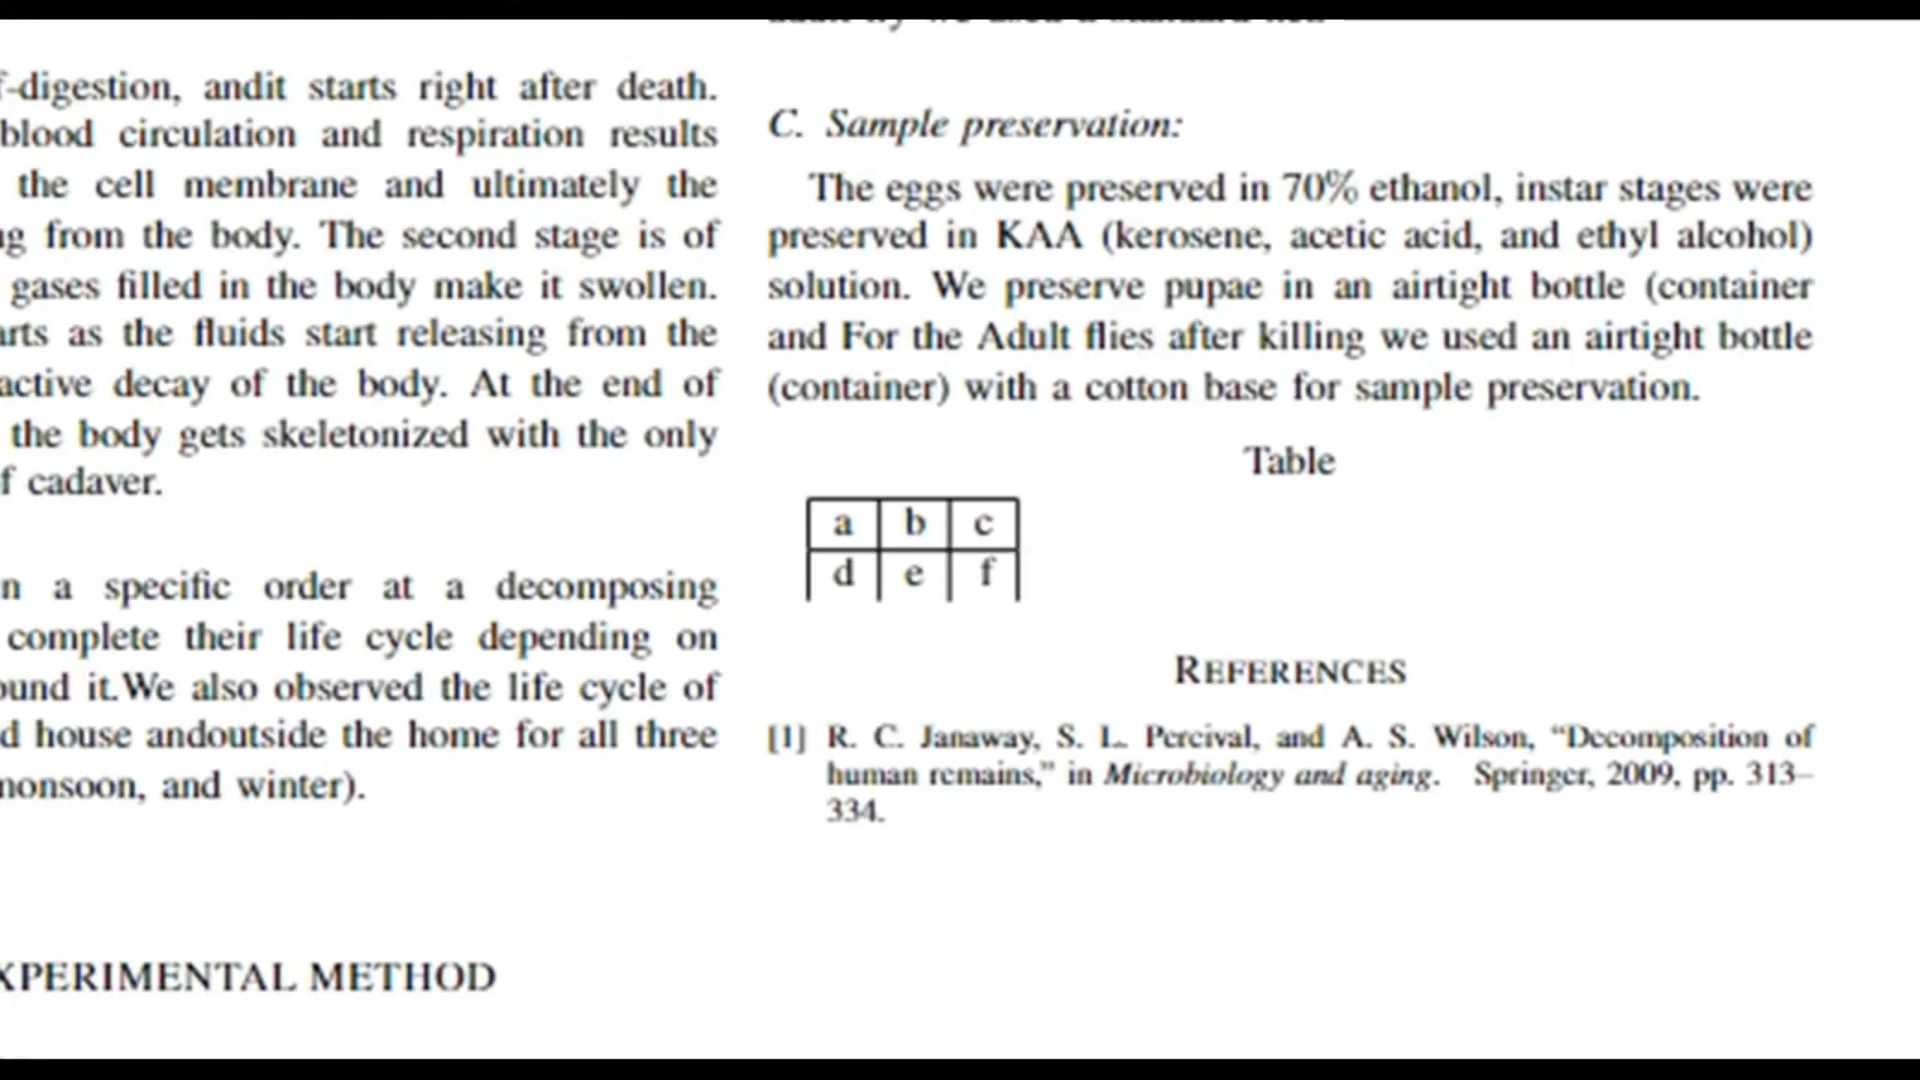 f-digestion, andit starts right after death.
blood circulation and respiration results
the cell membrane and ultimately the
from the body. The second stage is of
gases filled in the body make it swollen.
as the fluids start releasing from the
active decay of the body. At the end of
the body gets skeletonized with the only
f cadaver.
n a specific order at a decomposing
complete their life cycle depending on
it.We also observed the life cycle of
d house andoutside the home for all three
monsoon, and winter).
XPERIMENTAL METHOD
C. Sample preservation:
The eggs were preserved in 70% ethanol, instar stages were
preserved in KAA (kerosene, acetic acid, and ethyl alcohol)
solution. We preserve pupae in an airtight bottle (container
and For the Adult flies after killing we used an airtight bottle
(container) with a cotton base for sample preservation.
Table
a b c
d e f
REFERENCES
[1] R. C. Janaway, S. L. Percival, and A. S. Wilson, “Decomposition of
human remains,” in Microbiology and aging. Springer, 2009, pp. 313–
334.